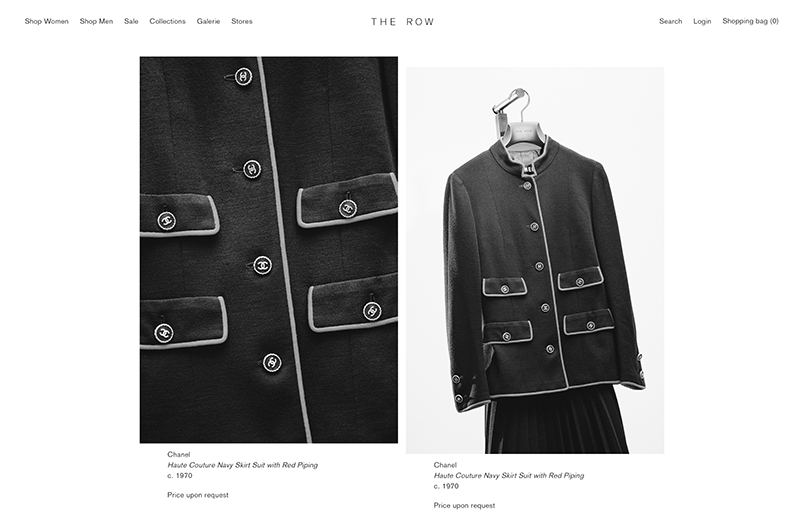 Shop Women Shop Men Sale Collections Galerie Stores
THE ROW
Search Login Shopping bag (0)
Chanel
Haute Couture Navy Skirt Suit with Red Piping
c. 1970
Price upon request
Chanel
Haute Couture Navy Skirt Suit with Red Piping
c. 1970
Price upon request